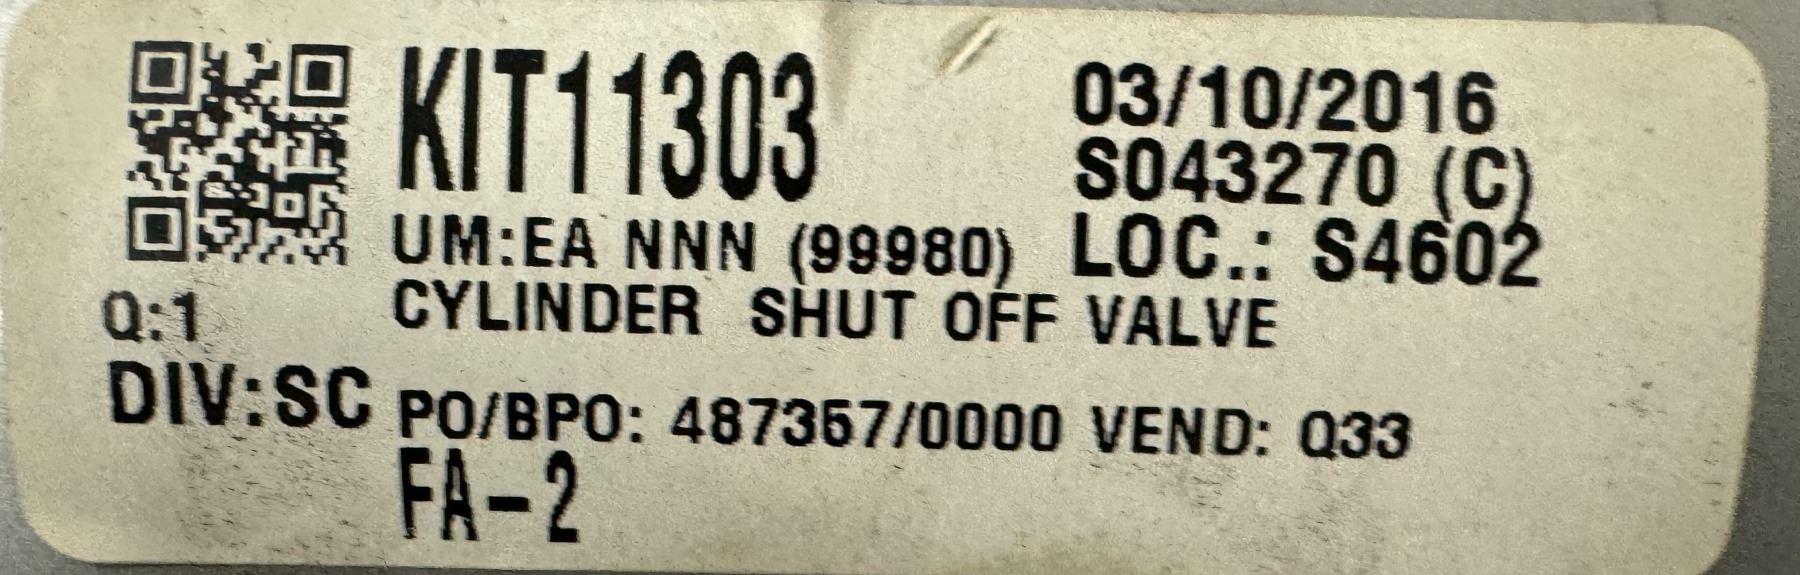 KIT11303
03/10/2016
S043270 (C)
UM:EA NNN (99980)
LOC.: S4602
Q:1
CYLINDER SHUT OFF VALVE
DIV:SC
PO/BPO: 487357/0000 VEND: Q33
FA-2